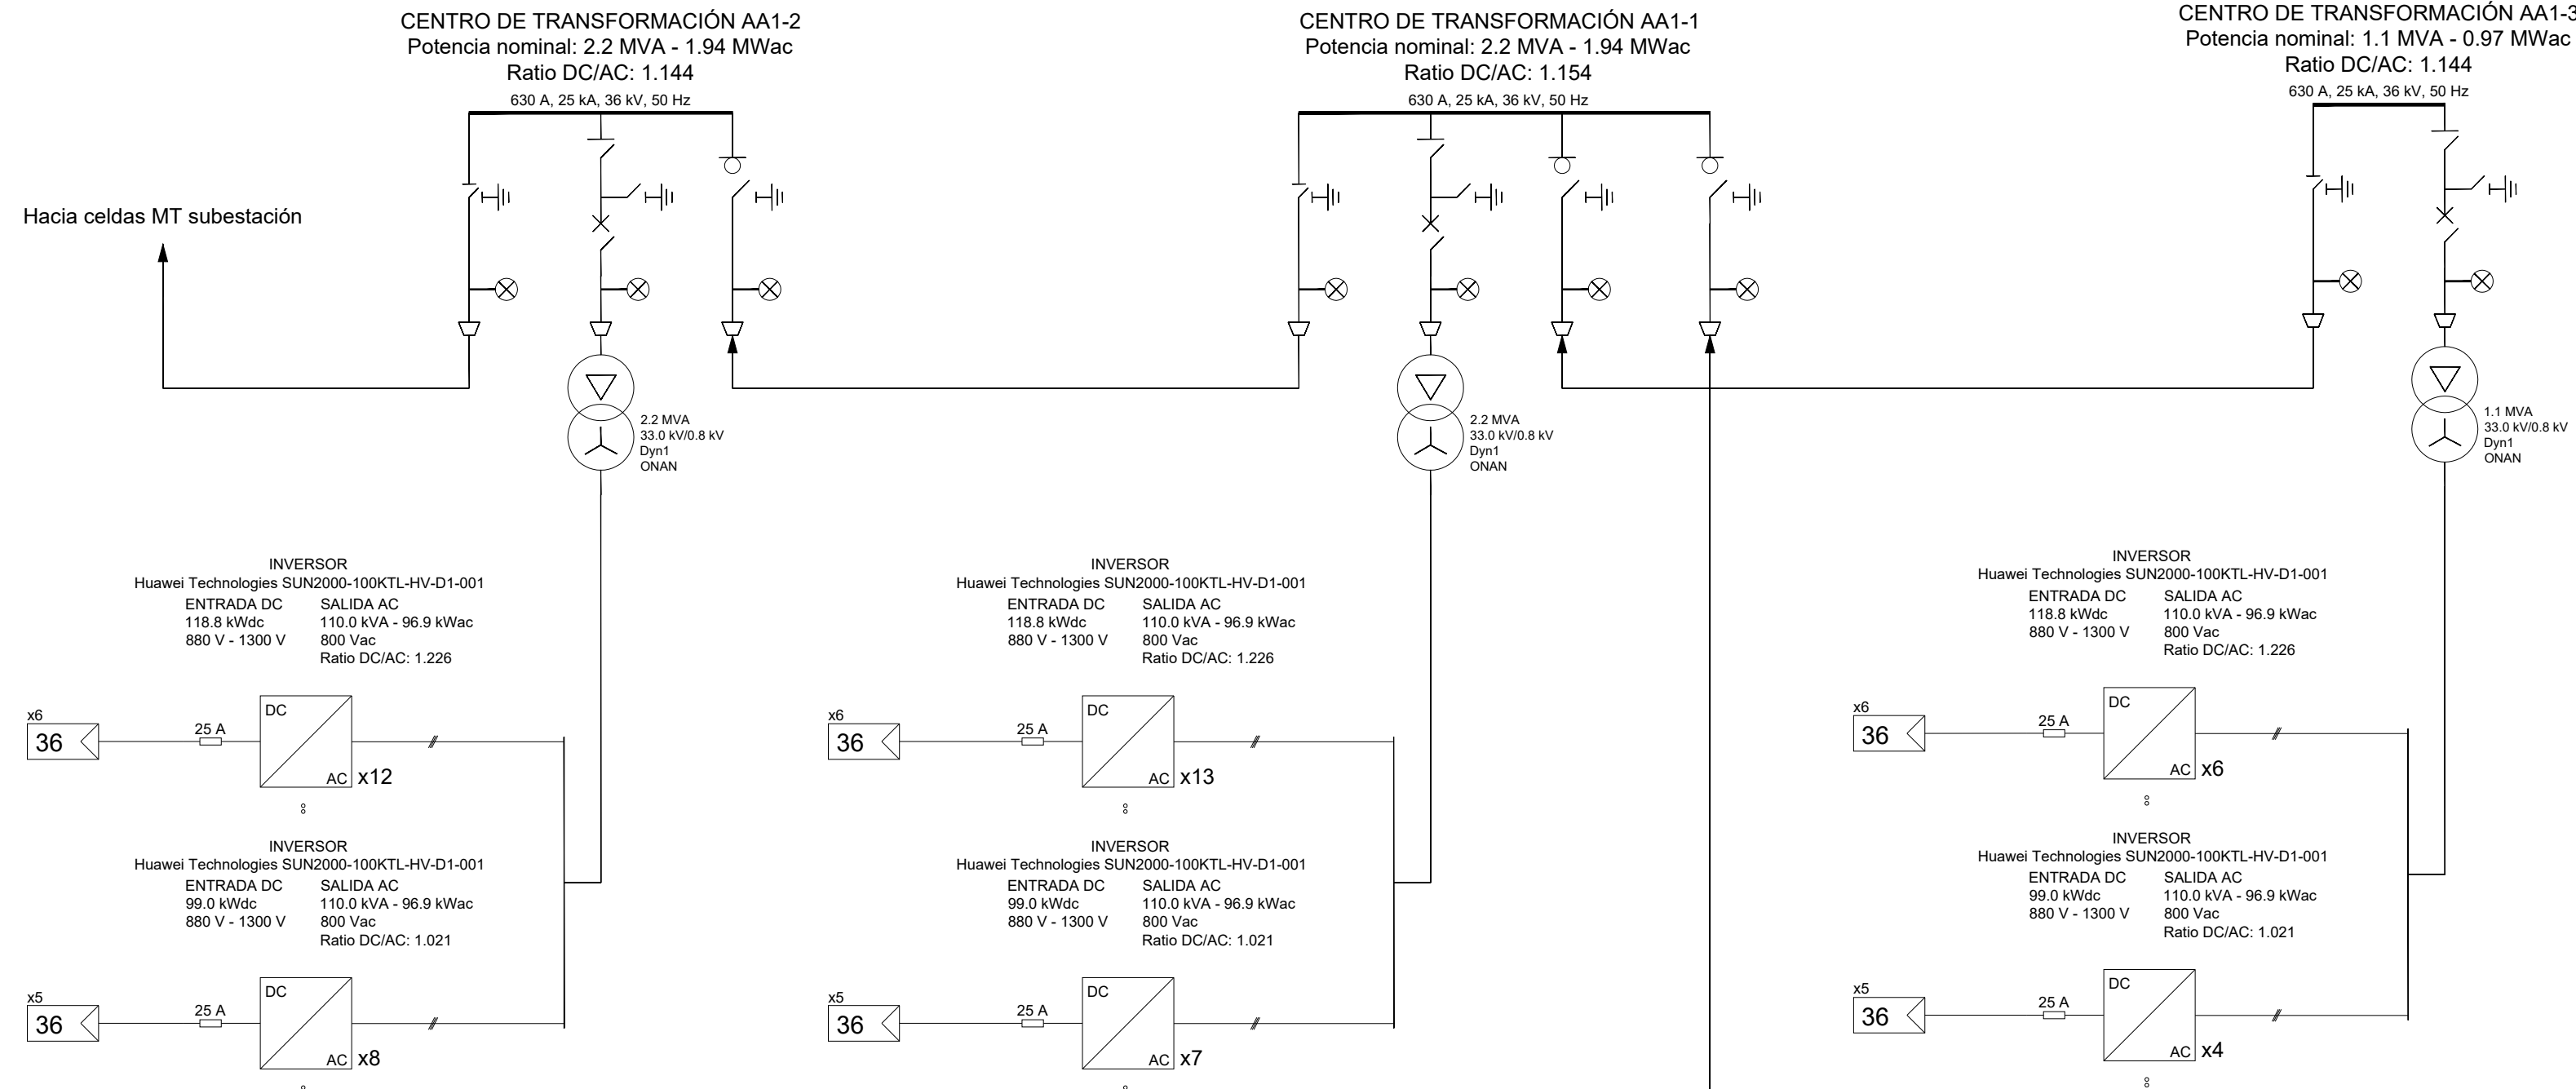 CENTRO DE TRANSFORMACIÓN AA1-2
Potencia nominal: 2.2 MVA - 1.94 MWac
Ratio DC/AC: 1.144
630 A, 25 kA, 36 kV, 50 Hz
Hacia celdas MT subestación
2.2 MVA
33.0 kV/0.8 kV
Dyn1
ONAN
INVERSOR
Huawei Technologies SUN2000-100KTL-HV-D1-001
ENTRADA DC SALIDA AC
118.8 kWdc 110.0 kVA - 96.9 kWac
880 V - 1300 V 800 Vac
Ratio DC/AC: 1.226
x6
36
25 A
DC
AC
x12
INVERSOR
Huawei Technologies SUN2000-100KTL-HV-D1-001
ENTRADA DC SALIDA AC
99.0 kWdc 110.0 kVA - 96.9 kWac
880 V - 1300 V 800 Vac
Ratio DC/AC: 1.021
x5
36
25 A
DC
AC
x8
CENTRO DE TRANSFORMACIÓN AA1-1
Potencia nominal: 2.2 MVA - 1.94 MWac
Ratio DC/AC: 1.154
630 A, 25 kA, 36 kV, 50 Hz
2.2 MVA
33.0 kV/0.8 kV
Dyn1
ONAN
INVERSOR
Huawei Technologies SUN2000-100KTL-HV-D1-001
ENTRADA DC SALIDA AC
118.8 kWdc 110.0 kVA - 96.9 kWac
880 V - 1300 V 800 Vac
Ratio DC/AC: 1.226
x6
36
25 A
DC
AC
x13
INVERSOR
Huawei Technologies SUN2000-100KTL-HV-D1-001
ENTRADA DC SALIDA AC
99.0 kWdc 110.0 kVA - 96.9 kWac
880 V - 1300 V 800 Vac
Ratio DC/AC: 1.021
x5
36
25 A
DC
AC
x7
CENTRO DE TRANSFORMACIÓN AA1-3
Potencia nominal: 1.1 MVA - 0.97 MWac
Ratio DC/AC: 1.144
630 A, 25 kA, 36 kV, 50 Hz
1.1 MVA
33.0 kV/0.8 kV
Dyn1
ONAN
INVERSOR
Huawei Technologies SUN2000-100KTL-HV-D1-001
ENTRADA DC SALIDA AC
118.8 kWdc 110.0 kVA - 96.9 kWac
880 V - 1300 V 800 Vac
Ratio DC/AC: 1.226
x6
36
25 A
DC
AC
x6
INVERSOR
Huawei Technologies SUN2000-100KTL-HV-D1-001
ENTRADA DC SALIDA AC
99.0 kWdc 110.0 kVA - 96.9 kWac
880 V - 1300 V 800 Vac
Ratio DC/AC: 1.021
x5
36
25 A
DC
AC
x4